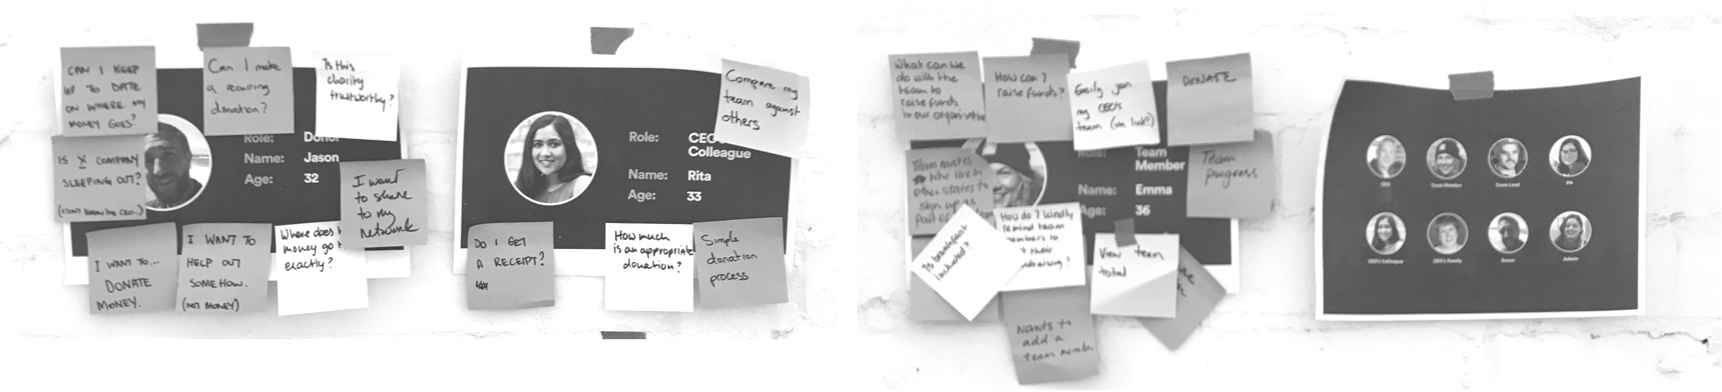 CAN I KEEP
UP TO DATE
ON WHERE MY
MONEY GOES?
Can I make
a recurring
donation?
Is this
charity
trustworthy?
Role: Donor
Name: Jason
Age: 32
IS X COMPANY
SLEEPING OUT?
(I DON'T KNOW THE CEO...)
I want
to share
to my
network
I WANT TO...
DONATE
MONEY.
I WANT TO
HELP OUT
SOMEHOW.
(NOT MONEY)
Where does
money go
exactly?
Compare my
team against
others
Role: CEO
Colleague
Name: Rita
Age: 33
DO I GET
A RECEIPT?
How much
is an appropriate
donation?
Simple
donation
process
What can we
do with the
team to
raise funds
in our organisation
How can I
raise funds?
Easily join
my CEO's
team (via link?)
DONATE
Role: Team
Member
Name: Emma
Age: 36
Team mates
who live in
other states to
sign up as
part of team
Team
progress
Is breakfast
included?
How do I kindly
remind team
members to
their
fundraising?
View team
total
Wants to
add a
team member
CEO
Team Member
Team Lead
PA
CEO's Colleague
CEO's Family
Donor
Admin